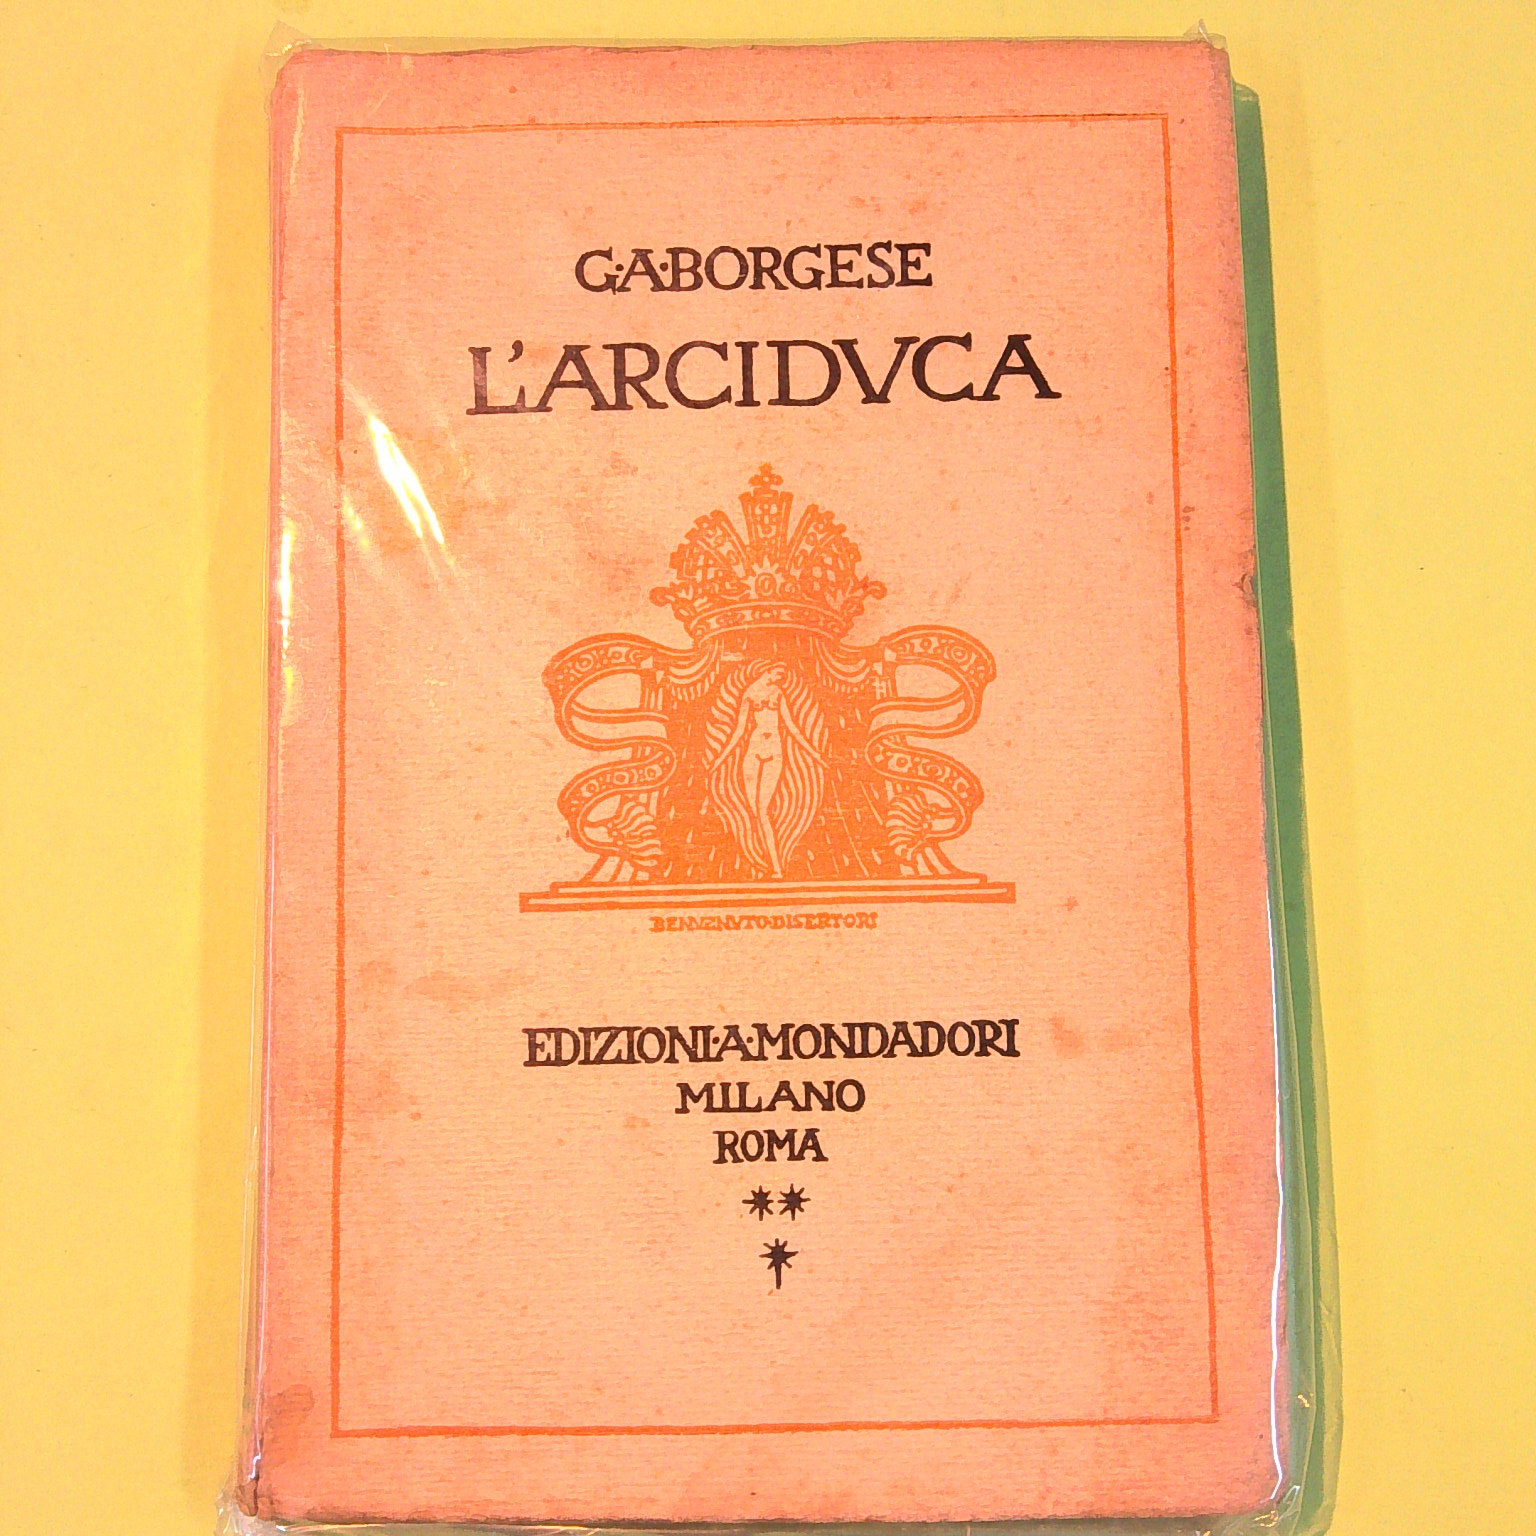 G·A·BORGESE
L'ARCIDVCA
BENVENVTO·DISERTORI
EDIZIONI·A·MONDADORI
MILANO
ROMA